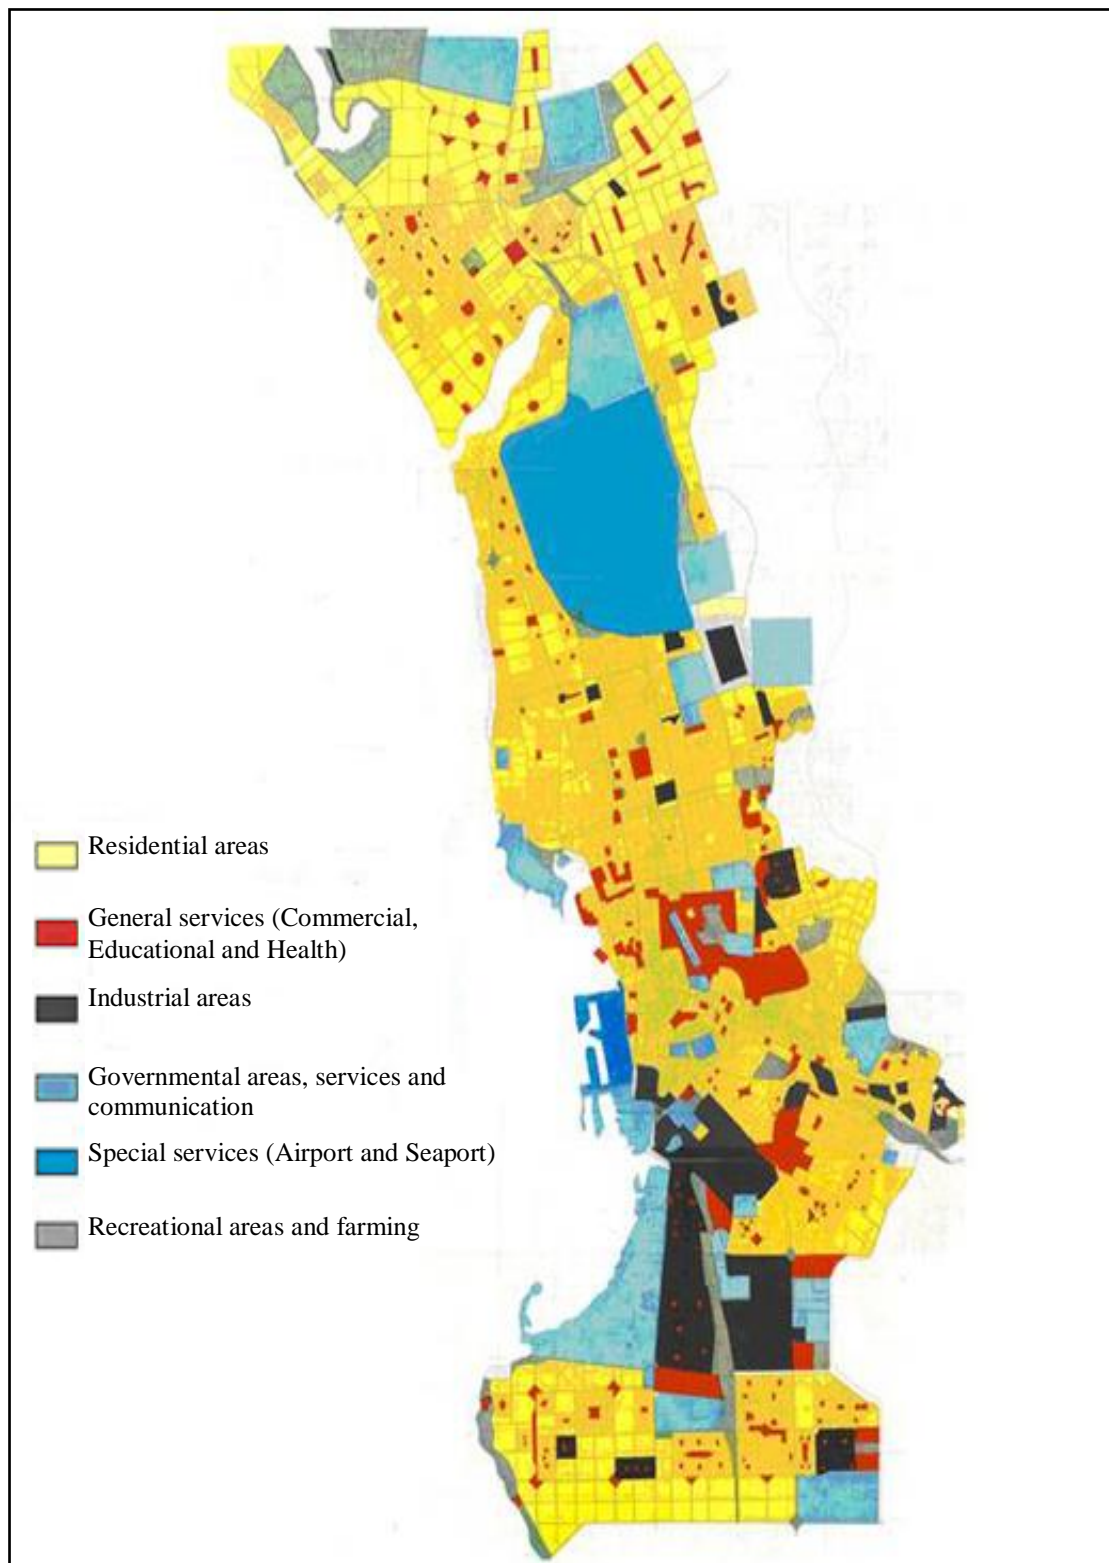 Residential areas
General services (Commercial,
Educational and Health)
Industrial areas
Governmental areas, services and
communication
Special services (Airport and Seaport)
Recreational areas and farming